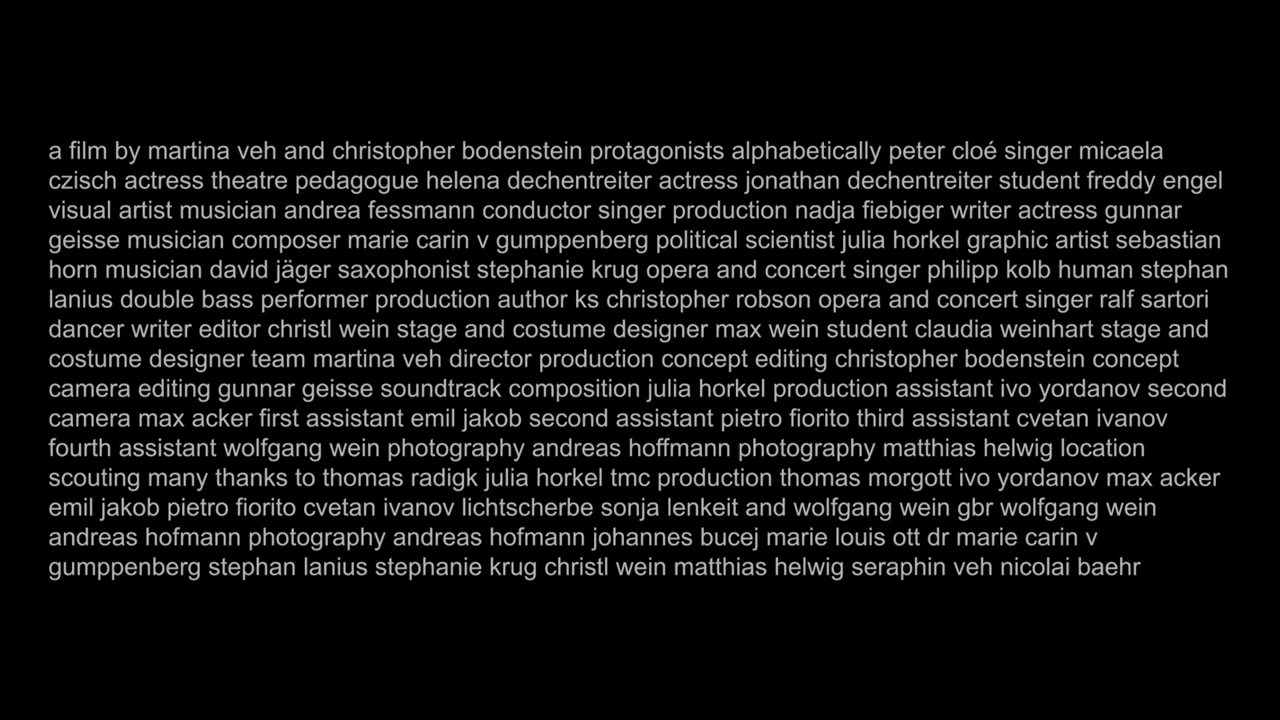 a film by martina veh and christopher bodenstein protagonists alphabetically peter cloé singer micaela
czisch actress theatre pedagogue helena dechentreiter actress jonathan dechentreiter student freddy engel
visual artist musician andrea fessmann conductor singer production nadja fiebiger writer actress gunnar
geisse musician composer marie carin v gumppenberg political scientist julia horkel graphic artist sebastian
horn musician david jäger saxophonist stephanie krug opera and concert singer philipp kolb human stephan
lanius double bass performer production author ks christopher robson opera and concert singer ralf sartori
dancer writer editor christl wein stage and costume designer max wein student claudia weinhart stage and
costume designer team martina veh director production concept editing christopher bodenstein concept
camera editing gunnar geisse soundtrack composition julia horkel production assistant ivo yordanov second
camera max acker first assistant emil jakob second assistant pietro fiorito third assistant cvetan ivanov
fourth assistant wolfgang wein photography andreas hoffmann photography matthias helwig location
scouting many thanks to thomas radigk julia horkel tmc production thomas morgott ivo yordanov max acker
emil jakob pietro fiorito cvetan ivanov lichtscherbe sonja lenkeit and wolfgang wein gbr wolfgang wein
andreas hofmann photography andreas hofmann johannes bucej marie louis ott dr marie carin v
gumppenberg stephan lanius stephanie krug christl wein matthias helwig seraphin veh nicolai baehr